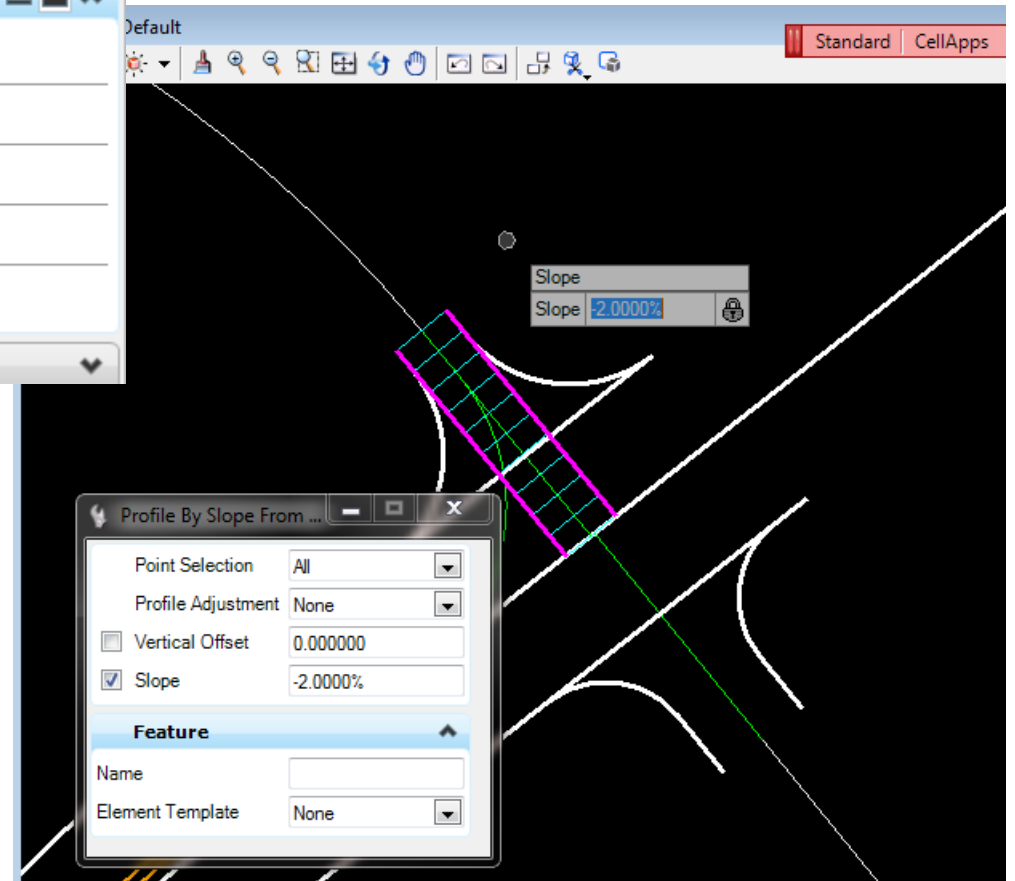 Default
Standard CellApps
Slope
Slope -2.0000%
Profile By Slope From ...
Point Selection All
Profile Adjustment None
Vertical Offset 0.000000
Slope -2.0000%
Feature
Name
Element Template None